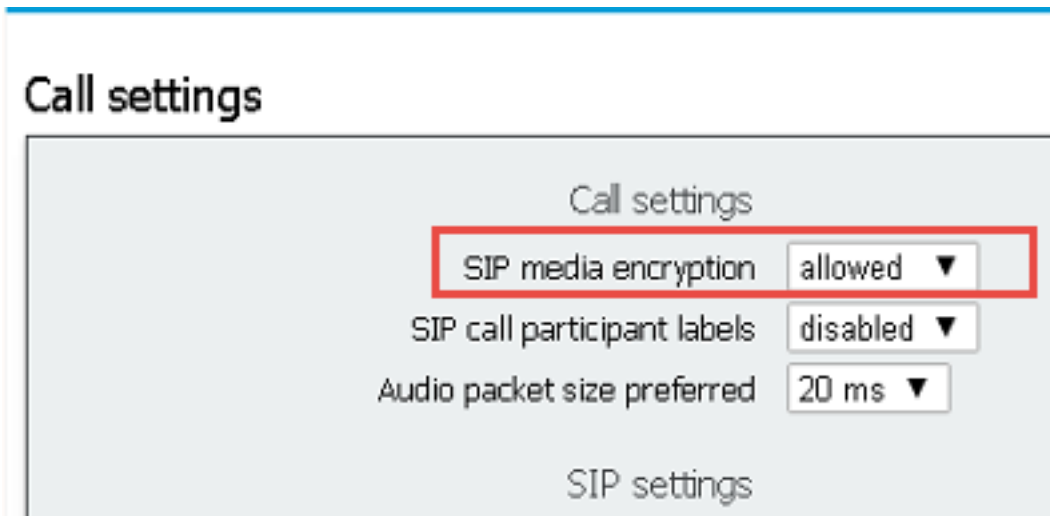 Call settings
Call settings
SIP media encryption allowed
SIP call participant labels disabled
Audio packet size preferred 20 ms
SIP settings